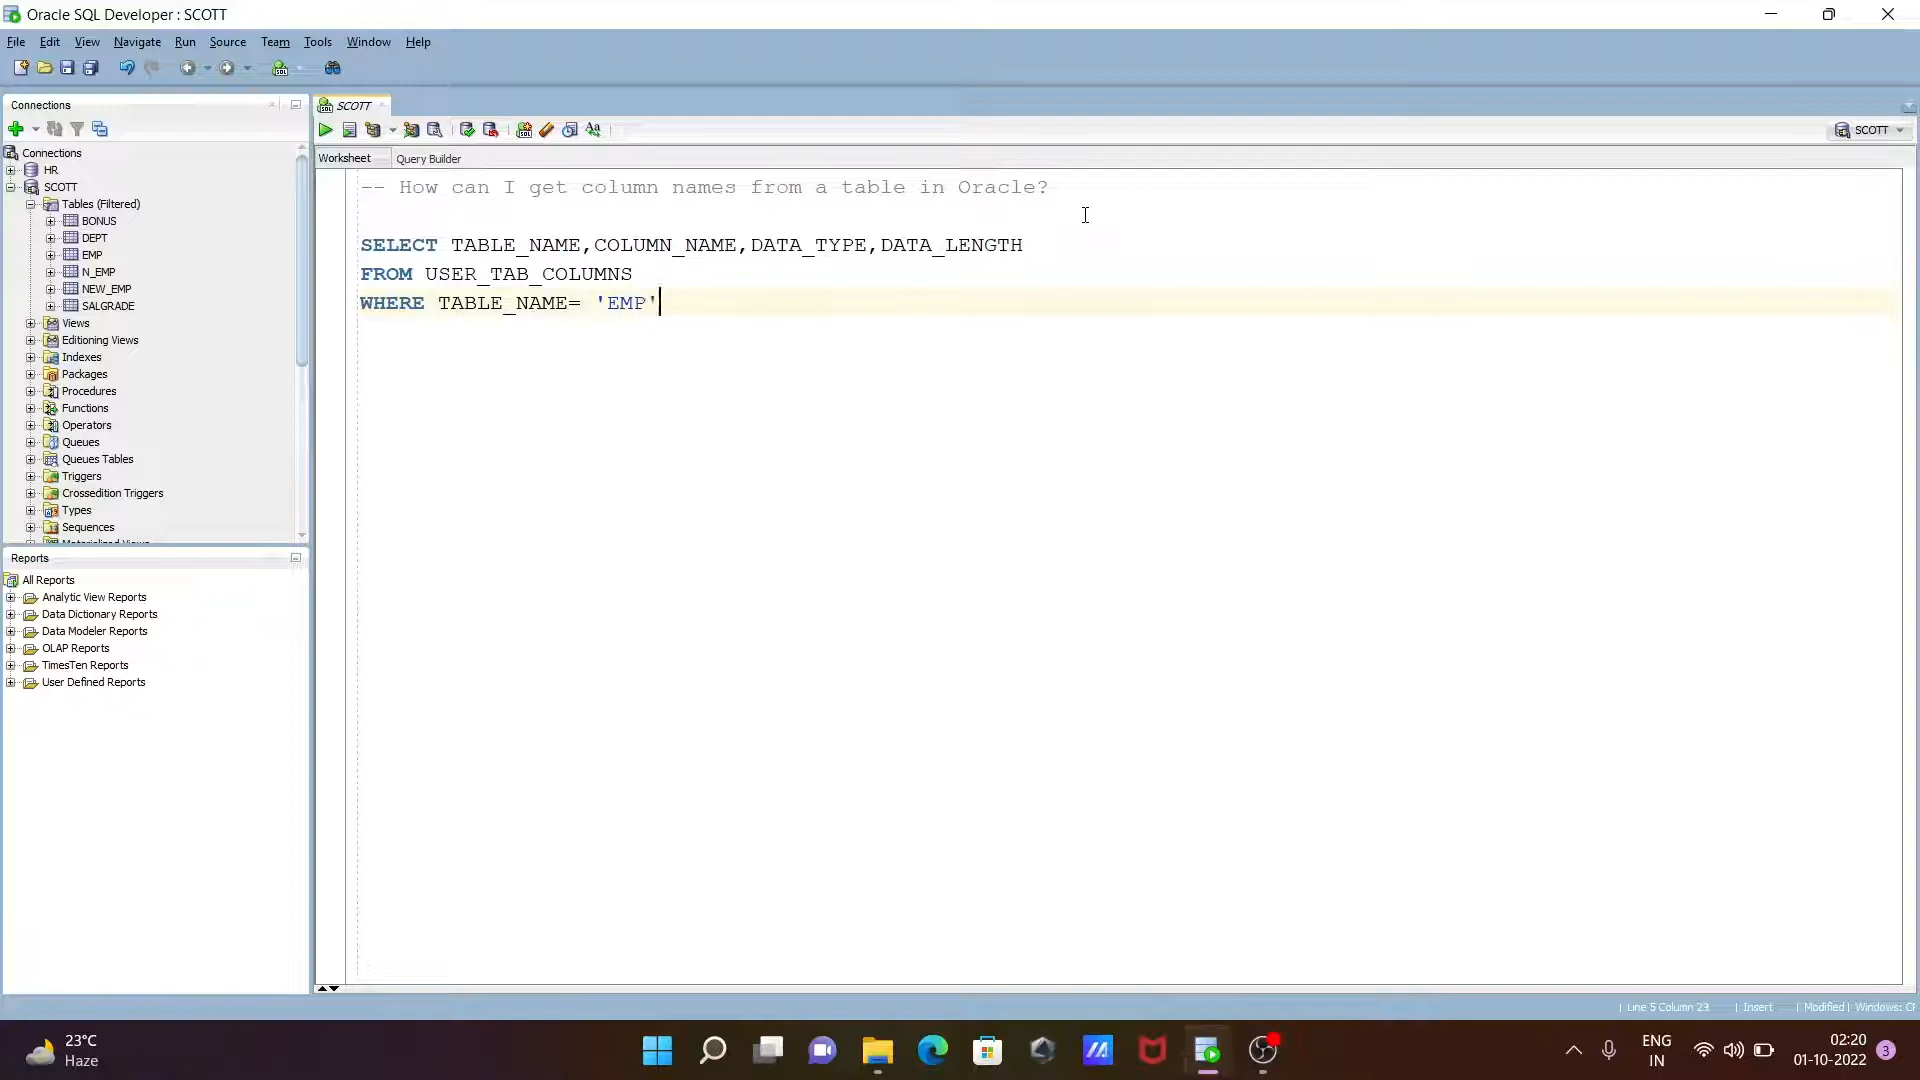 Oracle SQL Developer : SCOTT
File Edit View Navigate Run Source Team Tools Window Help
Connections
SCOTT
SCOTT
Worksheet Query Builder
Connections
HR
SCOTT
Tables (Filtered)
BONUS
DEPT
EMP
N_EMP
NEW_EMP
SALGRADE
Views
Editioning Views
Indexes
Packages
Procedures
Functions
Operators
Queues
Queues Tables
Triggers
Crossedition Triggers
Types
Sequences
-- How can I get column names from a table in Oracle?
SELECT TABLE_NAME,COLUMN_NAME,DATA_TYPE,DATA_LENGTH
FROM USER_TAB_COLUMNS
WHERE TABLE_NAME= 'EMP'
Reports
All Reports
Analytic View Reports
Data Dictionary Reports
Data Modeler Reports
OLAP Reports
TimesTen Reports
User Defined Reports
Line 5 Column 23 Insert Modified Windows:
23°C
Haze
ENG
IN
02:20
01-10-2022
3